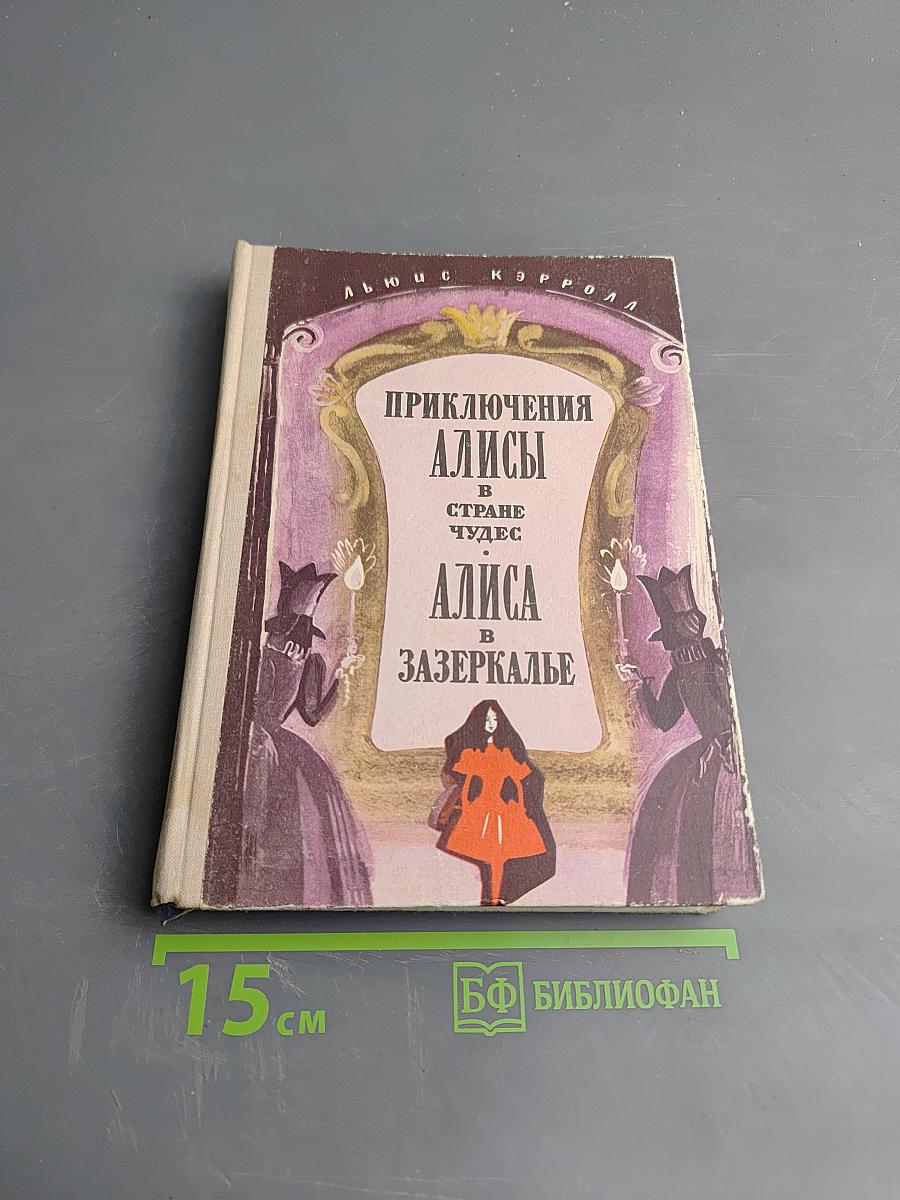 ЛЬЮИС КЭРРОЛЛ
ПРИКЛЮЧЕНИЯ
АЛИСЫ
В
СТРАНЕ
ЧУДЕС
•
АЛИСА
В
ЗАЗЕРКАЛЬЕ
15 см
БФ БИБЛИОФАН